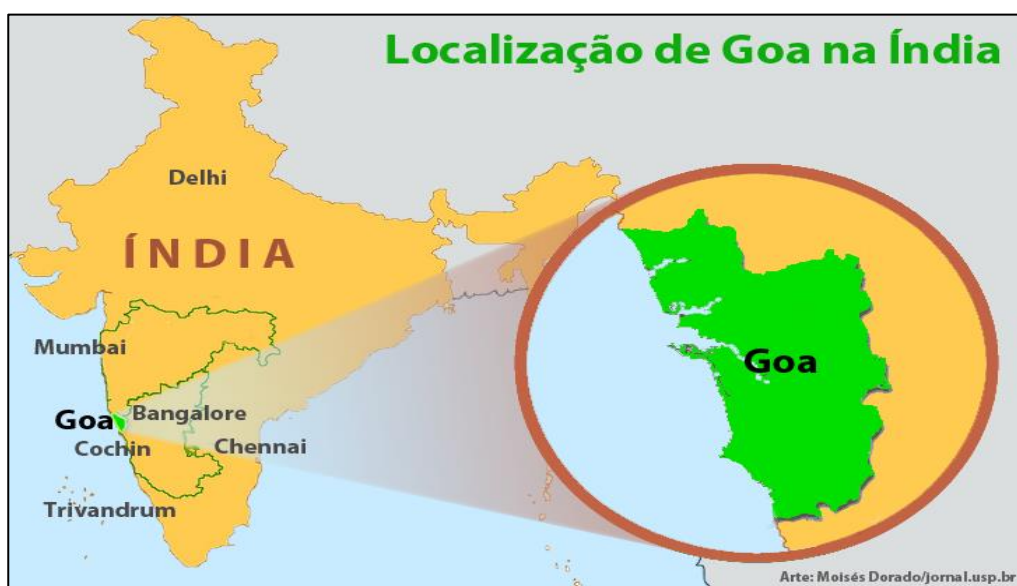 Localização de Goa na Índia
Delhi
ÍNDIA
Mumbai
Goa
Bangalore
Cochin
Chennai
Trivandrum
Goa
Arte: Moisés Dorado/jornal.usp.br